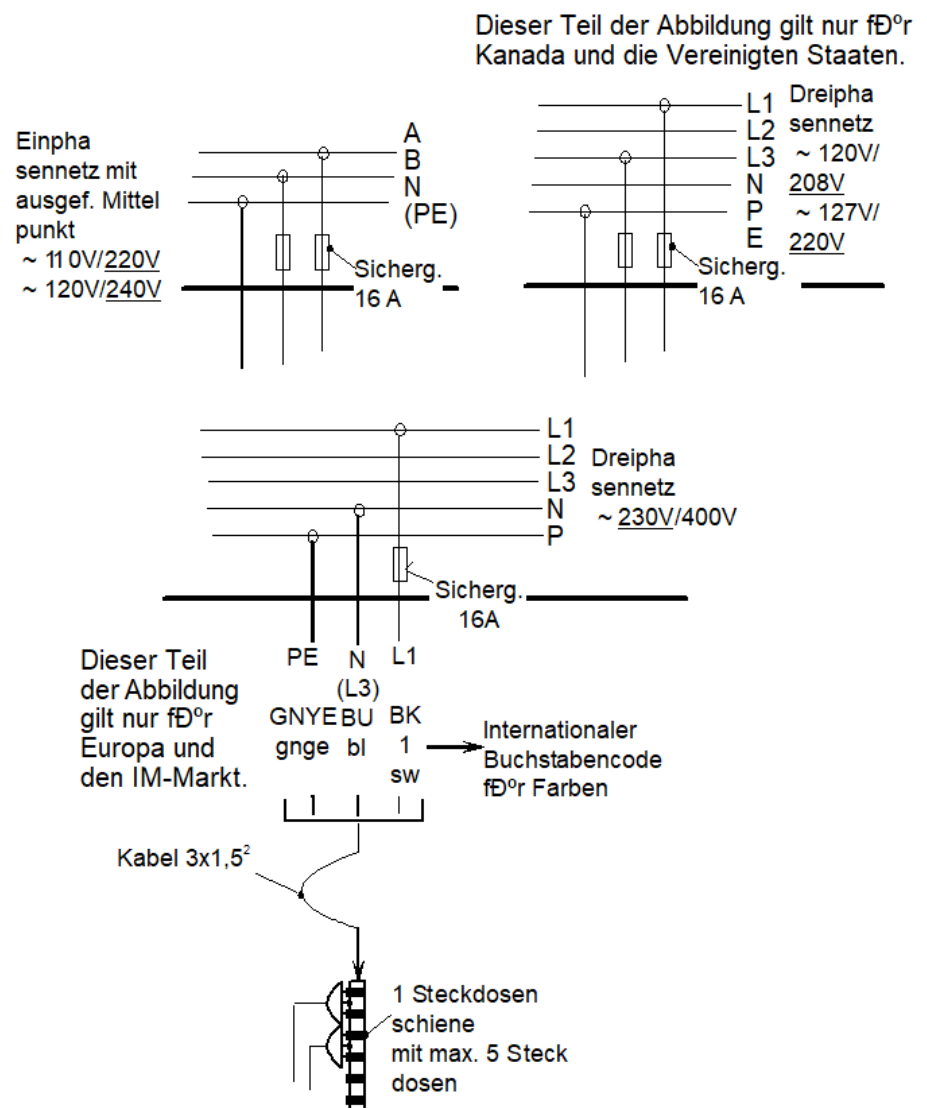 Dieser Teil der Abbildung gilt nur fĐºr
Kanada und die Vereinigten Staaten.
Einpha
sennetz mit
ausgef. Mittel
punkt
~ 110V/220V
~ 120V/240V
A
B
N
(PE)
Sicherg.
16 A
L1
L2
L3
N
P
E
Dreipha
sennetz
~ 120V/
208V
~ 127V/
220V
Sicherg.
16 A
L1
L2
L3
N
P
Dreipha
sennetz
~ 230V/400V
Sicherg.
16A
Dieser Teil
der Abbildung
gilt nur fĐºr
Europa und
den IM-Markt.
PE N L1
(L3)
GNYE BU BK
gnge bl 1
sw
Internationaler
Buchstabencode
fĐºr Farben
Kabel 3x1,5²
1 Steckdosen
schiene
mit max. 5 Steck
dosen